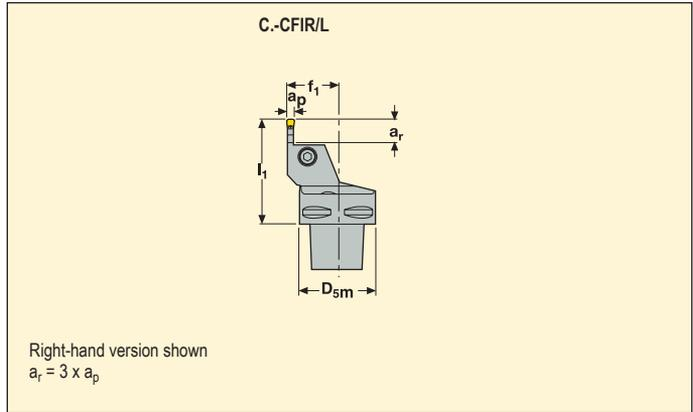 C.-CFIR/L
f₁
aₚ
aᵣ
l₁
D₅ₘ
Right-hand version shown
aᵣ = 3 x aₚ